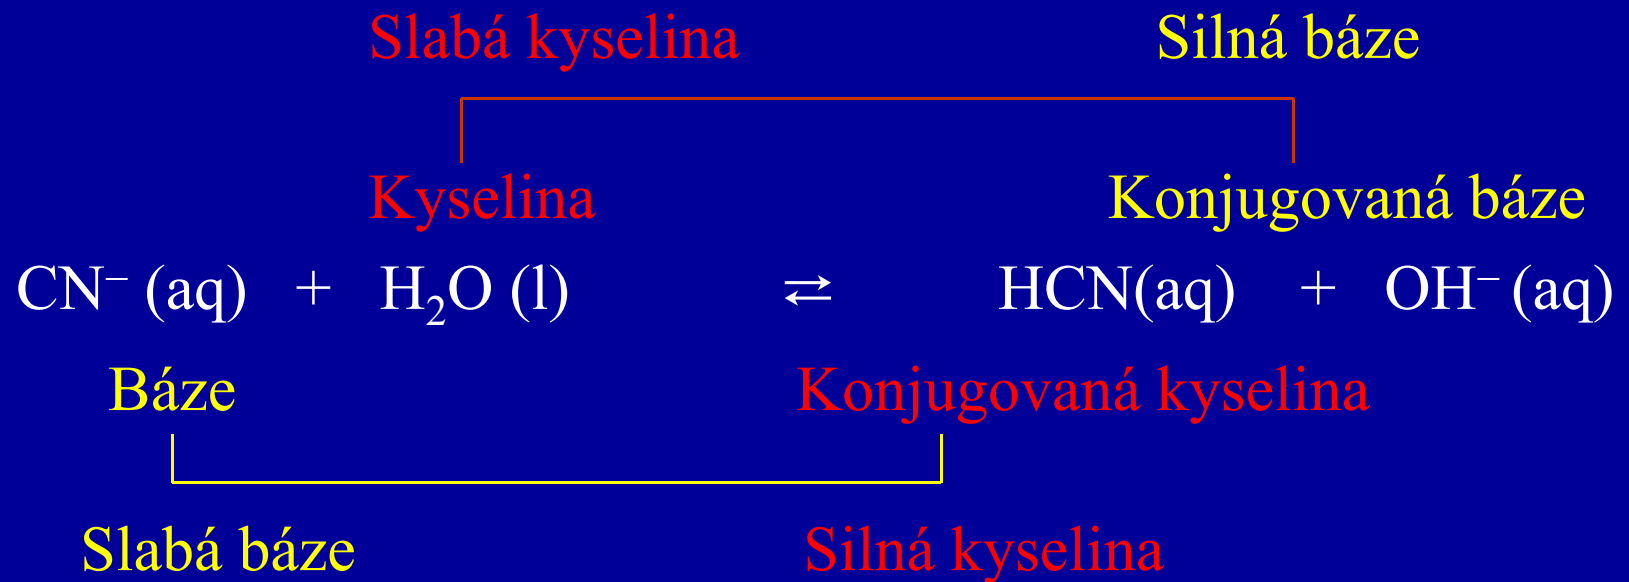 Slabá kyselina Silná báze
Kyselina Konjugovaná báze
CN⁻ (aq) + H₂O (l) ⇄ HCN(aq) + OH⁻ (aq)
Báze Konjugovaná kyselina
Slabá báze Silná kyselina